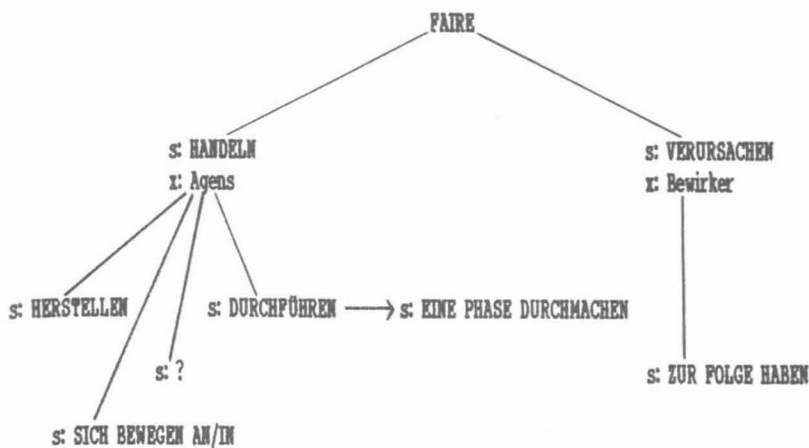 FAIRE
s: HANDELN
x: Agens
s: VERURSACHEN
x: Bewirker
s: HERSTELLEN
s: DURCHFÜHREN → s: EINE PHASE DURCHMACHEN
s: ?
s: ZUR FOLGE HABEN
s: SICH BEWEGEN AN/IN